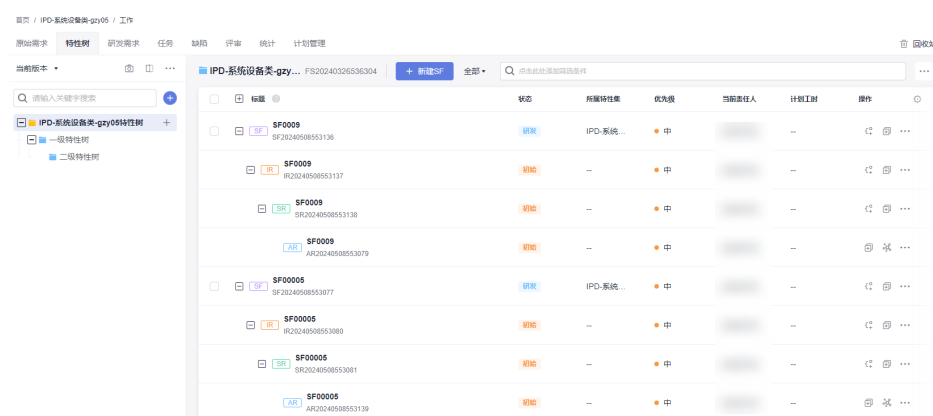 首页 / IPD-系统设备类-gzy05 / 工作
原始需求 特性树 研发需求 任务 缺陷 评审 统计 计划管理 回收站
当前版本
IPD-系统设备类-gzy... FS20240326536304 + 新建SF 全部 点击此处添加筛选条件
请输入关键字搜索
标题 状态 所属特性集 优先级 当前责任人 计划工时 操作
IPD-系统设备类-gzy05特性树
一级特性树
二级特性树
SF SF0009 研发 IPD-系统... 中 --
SF20240508553136
IR SF0009 初始 -- 中 --
IR20240508553137
SR SF0009 初始 -- 中 --
SR20240508553138
AR SF0009 初始 -- 中 --
AR20240508553079
SF SF00005 研发 IPD-系统... 中 --
SF20240508553077
IR SF00005 初始 -- 中 --
IR20240508553080
SR SF00005 初始 -- 中 --
SR20240508553081
AR SF00005 初始 -- 中 --
AR20240508553139